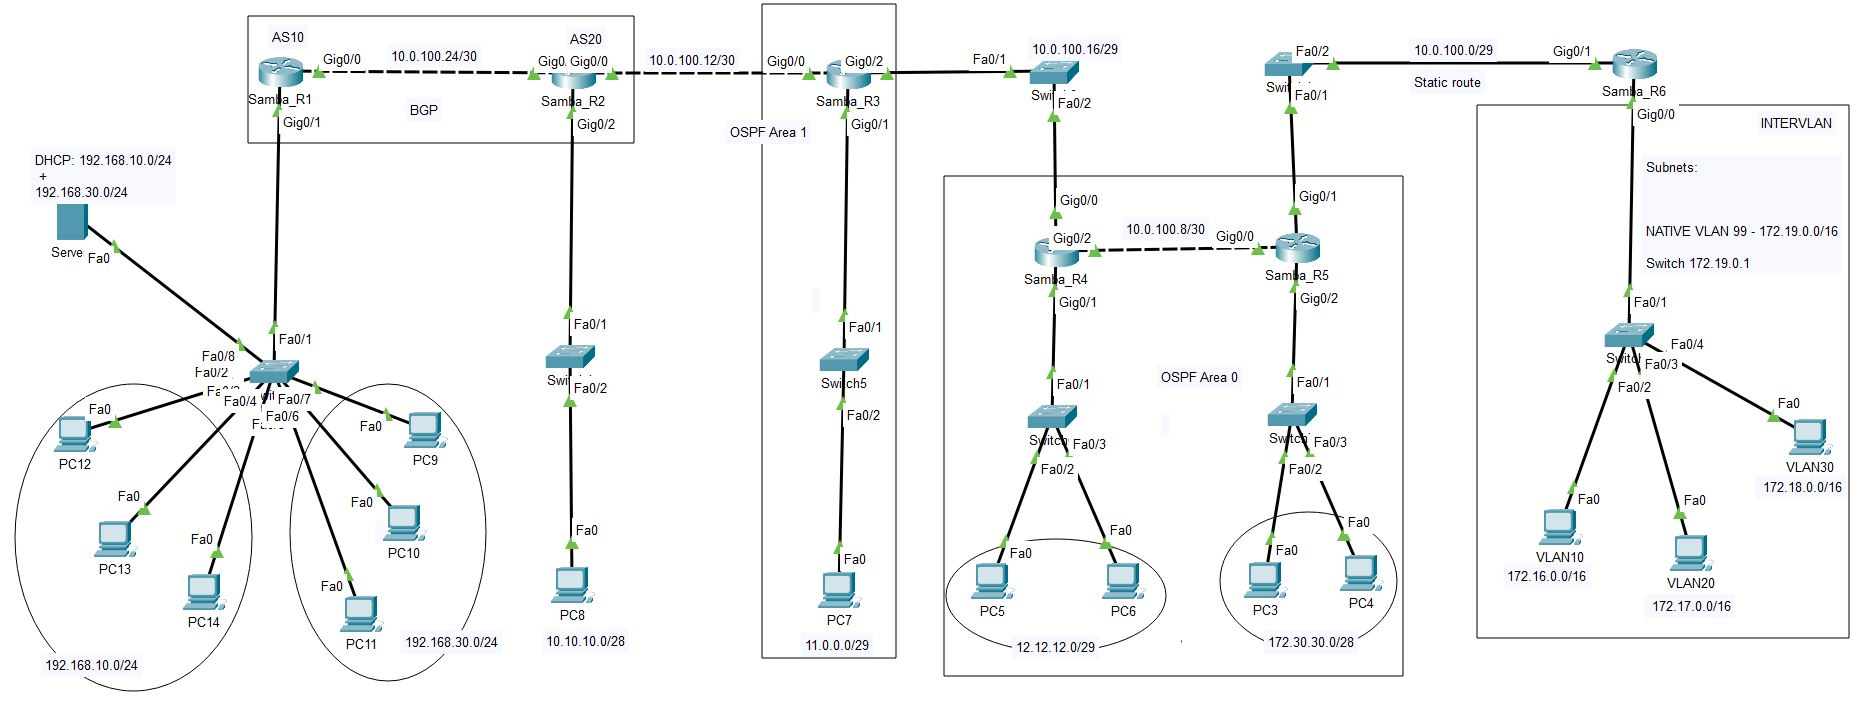 AS10
Gig0/0
Samba_R1
Gig0/1
10.0.100.24/30
BGP
AS20
Gig0/0
Samba_R2
Gig0/2
10.0.100.12/30
Gig0/0
Gig0/2
Samba_R3
Gig0/1
OSPF Area 1
Fa0/1
10.0.100.16/29
Fa0/2
Fa0/2
Fa0/1
10.0.100.0/29
Static route
Gig0/1
Samba_R6
Gig0/0
INTERVLAN
Subnets:
NATIVE VLAN 99 - 172.19.0.0/16
Switch 172.19.0.1
DHCP: 192.168.10.0/24
+
192.168.30.0/24
Serve
Fa0
Fa0/1
Fa0/8
Fa0/2
Fa0/4
Fa0/7
Fa0/6
Fa0
PC12
Fa0
PC13
Fa0
PC14
192.168.10.0/24
Fa0
PC9
Fa0
PC10
Fa0
PC11
192.168.30.0/24
Fa0/1
Fa0/2
Fa0
PC8
10.10.10.0/28
Fa0/1
Switch5
Fa0/2
Fa0
PC7
11.0.0.0/29
Gig0/0
Gig0/2
Samba_R4
Gig0/1
10.0.100.8/30
Gig0/1
Gig0/0
Samba_R5
Gig0/2
OSPF Area 0
Fa0/1
Switch
Fa0/3
Fa0/2
Fa0
PC5
Fa0
PC6
12.12.12.0/29
Fa0/1
Switch
Fa0/3
Fa0/2
Fa0
PC3
Fa0
PC4
172.30.30.0/28
Fa0/1
Fa0/4
Fa0/3
Fa0/2
Fa0
VLAN10
172.16.0.0/16
Fa0
VLAN20
172.17.0.0/16
Fa0
VLAN30
172.18.0.0/16